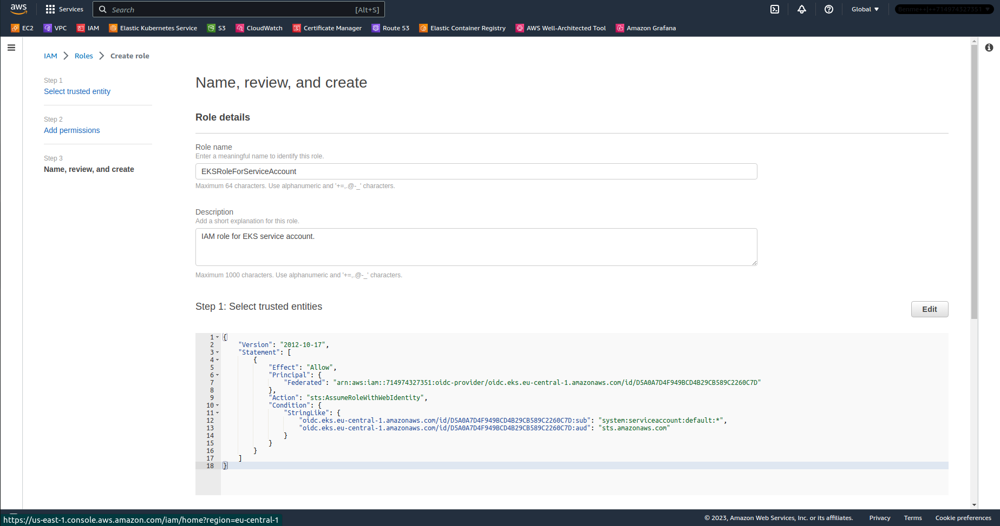 aws
Services
Search
[Alt+S]
Global
EC2
VPC
IAM
Elastic Kubernetes Service
S3
CloudWatch
Certificate Manager
Route 53
Elastic Container Registry
AWS Well-Architected Tool
Amazon Grafana
IAM
Roles
Create role
Step 1
Select trusted entity
Step 2
Add permissions
Step 3
Name, review, and create
Name, review, and create
Role details
Role name
Enter a meaningful name to identify this role.
EKSRoleForServiceAccount
Maximum 64 characters. Use alphanumeric and '+=,.@-_' characters.
Description
Add a short explanation for this role.
IAM role for EKS service account.
Maximum 1000 characters. Use alphanumeric and '+=,.@-_' characters.
Step 1: Select trusted entities
Edit
1 {
2 "Version": "2012-10-17",
3 "Statement": [
4 {
5 "Effect": "Allow",
6 "Principal": {
7 "Federated": "arn:aws:iam::714974327351:oidc-provider/oidc.eks.eu-central-1.amazonaws.com/id/D5A0A7D4F949BCD4B29CB589C2260C7D"
8 },
9 "Action": "sts:AssumeRoleWithWebIdentity",
10 "Condition": {
11 "StringLike": {
12 "oidc.eks.eu-central-1.amazonaws.com/id/D5A0A7D4F949BCD4B29CB589C2260C7D:sub": "system:serviceaccount:default:*",
13 "oidc.eks.eu-central-1.amazonaws.com/id/D5A0A7D4F949BCD4B29CB589C2260C7D:aud": "sts.amazonaws.com"
14 }
15 }
16 }
17 ]
18 }
https://us-east-1.console.aws.amazon.com/iam/home?region=eu-central-1
© 2023, Amazon Web Services, Inc. or its affiliates.
Privacy
Terms
Cookie preferences